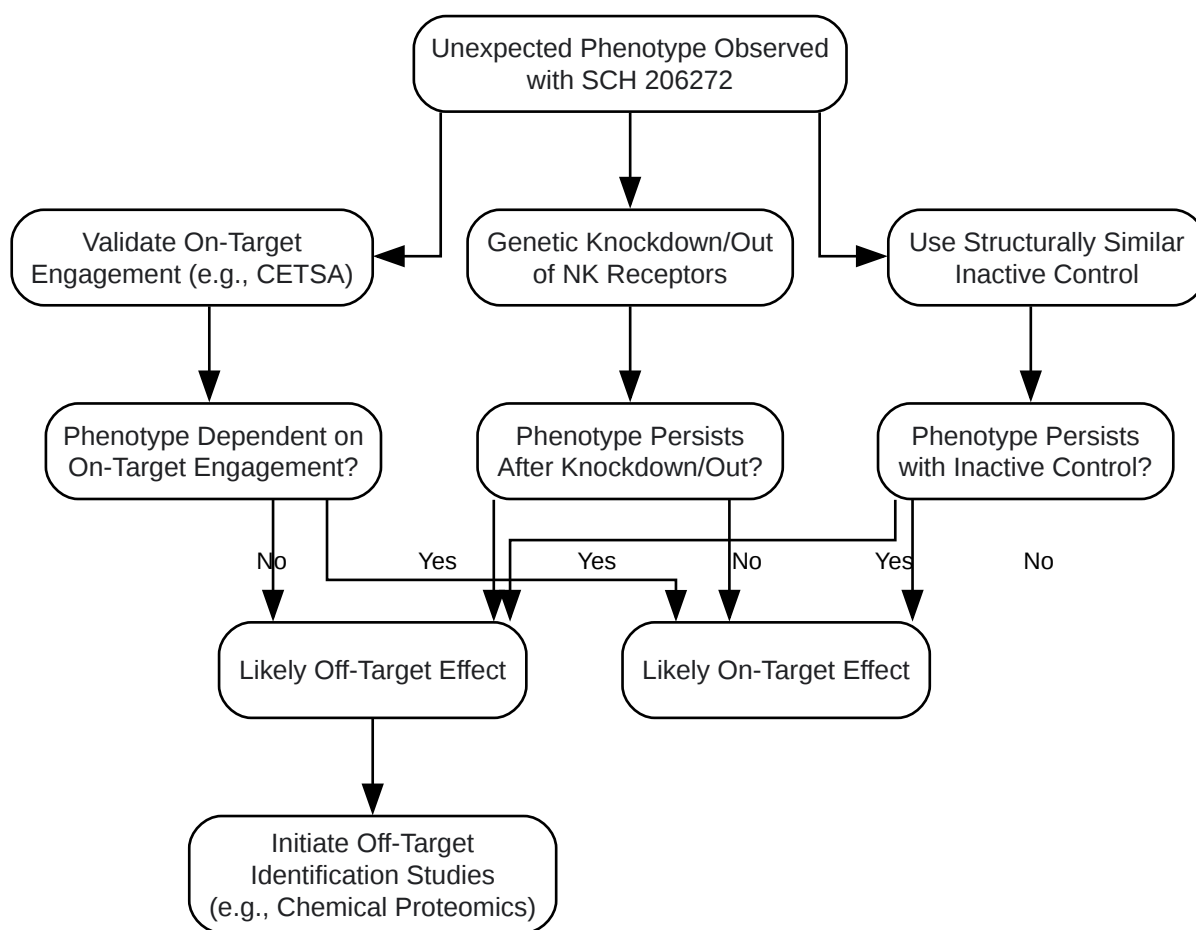 Unexpected Phenotype Observed
with SCH 206272
Validate On-Target
Engagement (e.g., CETSA)
Genetic Knockdown/Out
of NK Receptors
Use Structurally Similar
Inactive Control
Phenotype Dependent on
On-Target Engagement?
Phenotype Persists
After Knockdown/Out?
Phenotype Persists
with Inactive Control?
No
Yes
Yes
No
Yes
No
Likely Off-Target Effect
Likely On-Target Effect
Initiate Off-Target
Identification Studies
(e.g., Chemical Proteomics)